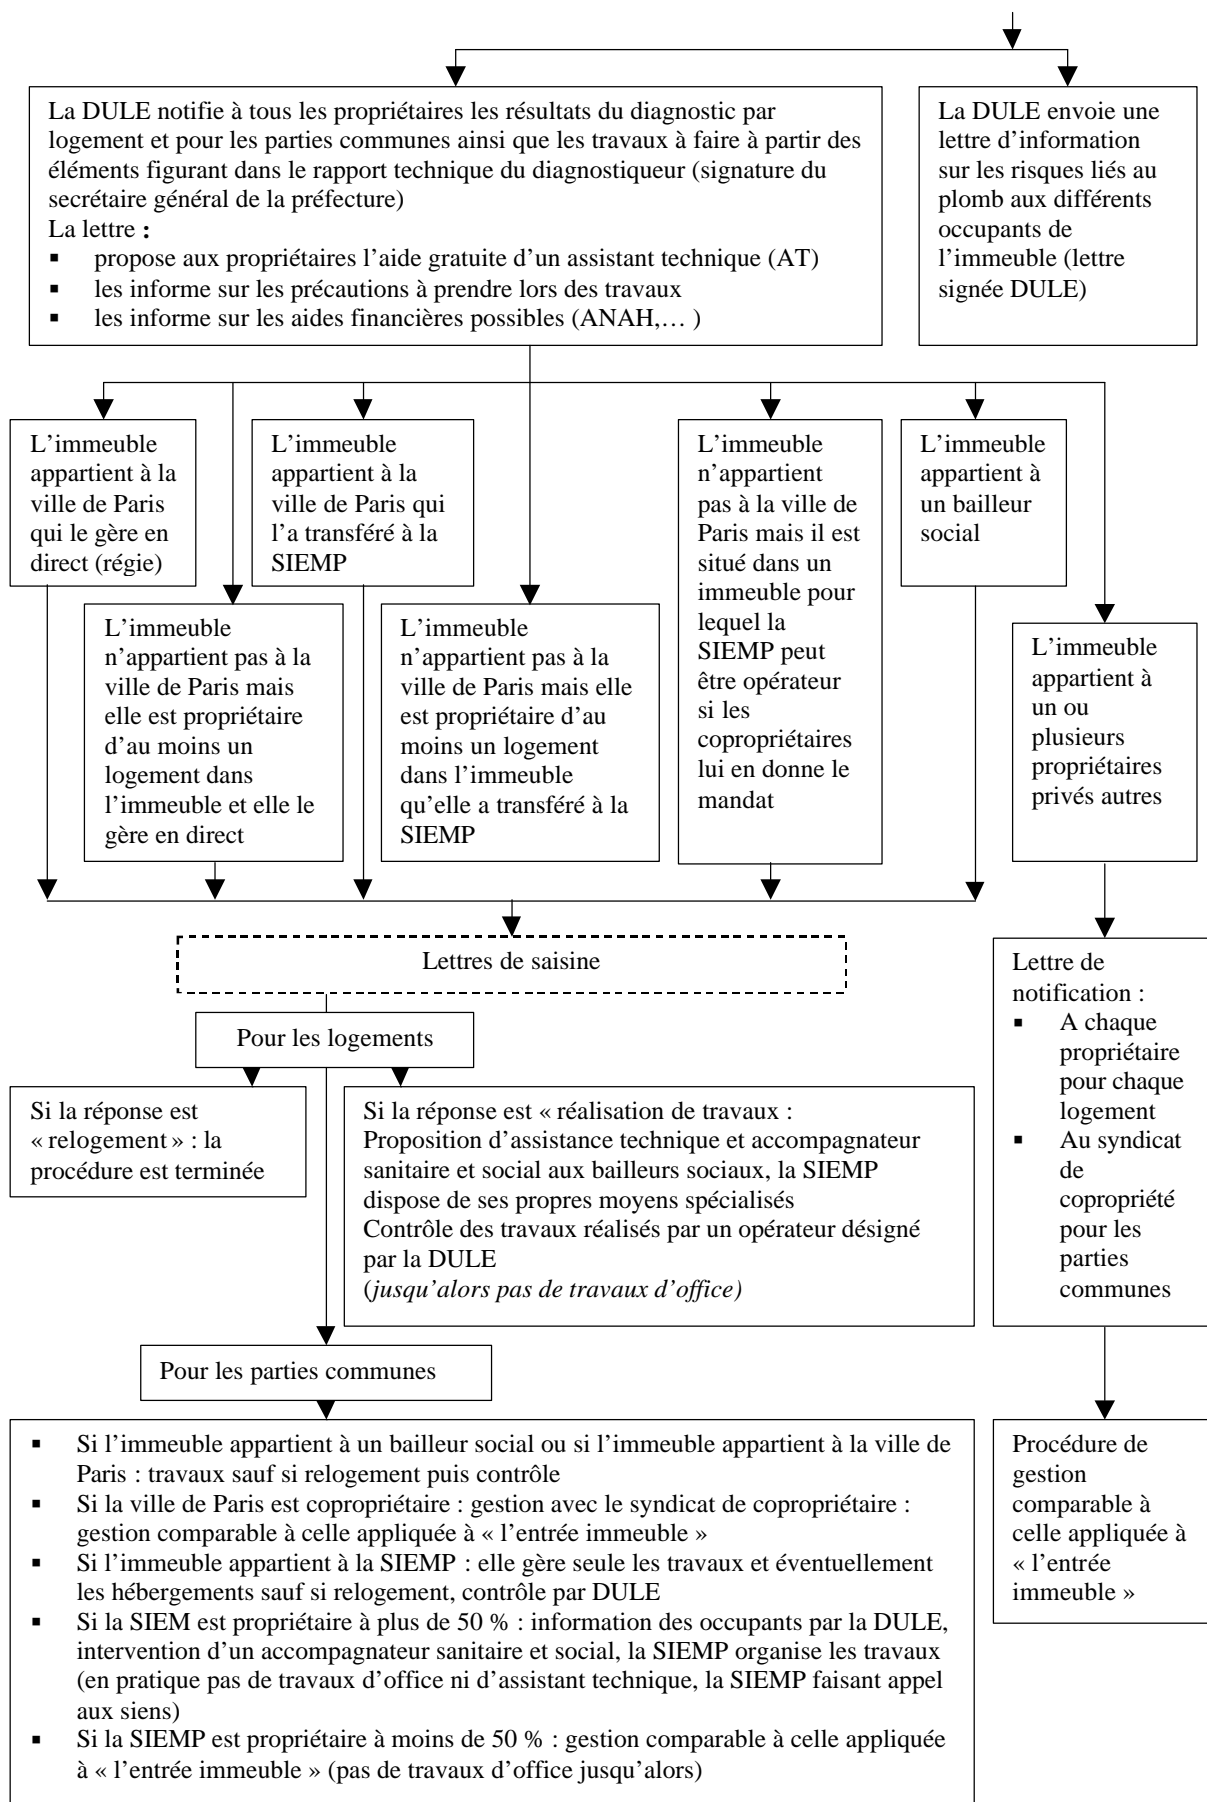 La DULE notifie à tous les propriétaires les résultats du diagnostic par
logement et pour les parties communes ainsi que les travaux à faire à partir des
éléments figurant dans le rapport technique du diagnostiqueur (signature du
secrétaire général de la préfecture)
La lettre :
▪ propose aux propriétaires l’aide gratuite d’un assistant technique (AT)
▪ les informe sur les précautions à prendre lors des travaux
▪ les informe sur les aides financières possibles (ANAH,… )
La DULE envoie une
lettre d’information
sur les risques liés au
plomb aux différents
occupants de
l’immeuble (lettre
signée DULE)
L’immeuble
appartient à la
ville de Paris
qui le gère en
direct (régie)
L’immeuble
appartient à la
ville de Paris qui
l’a transféré à la
SIEMP
L’immeuble
n’appartient
pas à la ville de
Paris mais il est
situé dans un
immeuble pour
lequel la
SIEMP peut
être opérateur
si les
copropriétaires
lui en donne le
mandat
L’immeuble
appartient à
un bailleur
social
L’immeuble
n’appartient pas à la
ville de Paris mais
elle est propriétaire
d’au moins un
logement dans
l’immeuble et elle le
gère en direct
L’immeuble
n’appartient pas à la
ville de Paris mais elle
est propriétaire d’au
moins un logement
dans l’immeuble
qu’elle a transféré à la
SIEMP
L’immeuble
appartient à
un ou
plusieurs
propriétaires
privés autres
Lettres de saisine
Pour les logements
Si la réponse est
« relogement » : la
procédure est terminée
Si la réponse est « réalisation de travaux :
Proposition d’assistance technique et accompagnateur
sanitaire et social aux bailleurs sociaux, la SIEMP
dispose de ses propres moyens spécialisés
Contrôle des travaux réalisés par un opérateur désigné
par la DULE
(jusqu’alors pas de travaux d’office)
Lettre de
notification :
▪ A chaque
propriétaire
pour chaque
logement
▪ Au syndicat
de
copropriété
pour les
parties
communes
Pour les parties communes
▪ Si l’immeuble appartient à un bailleur social ou si l’immeuble appartient à la ville de
Paris : travaux sauf si relogement puis contrôle
▪ Si la ville de Paris est copropriétaire : gestion avec le syndicat de copropriétaire :
gestion comparable à celle appliquée à « l’entrée immeuble »
▪ Si l’immeuble appartient à la SIEMP : elle gère seule les travaux et éventuellement
les hébergements sauf si relogement, contrôle par DULE
▪ Si la SIEM est propriétaire à plus de 50 % : information des occupants par la DULE,
intervention d’un accompagnateur sanitaire et social, la SIEMP organise les travaux
(en pratique pas de travaux d’office ni d’assistant technique, la SIEMP faisant appel
aux siens)
▪ Si la SIEMP est propriétaire à moins de 50 % : gestion comparable à celle appliquée
à « l’entrée immeuble » (pas de travaux d’office jusqu’alors)
Procédure de
gestion
comparable à
celle appliquée à
« l’entrée
immeuble »